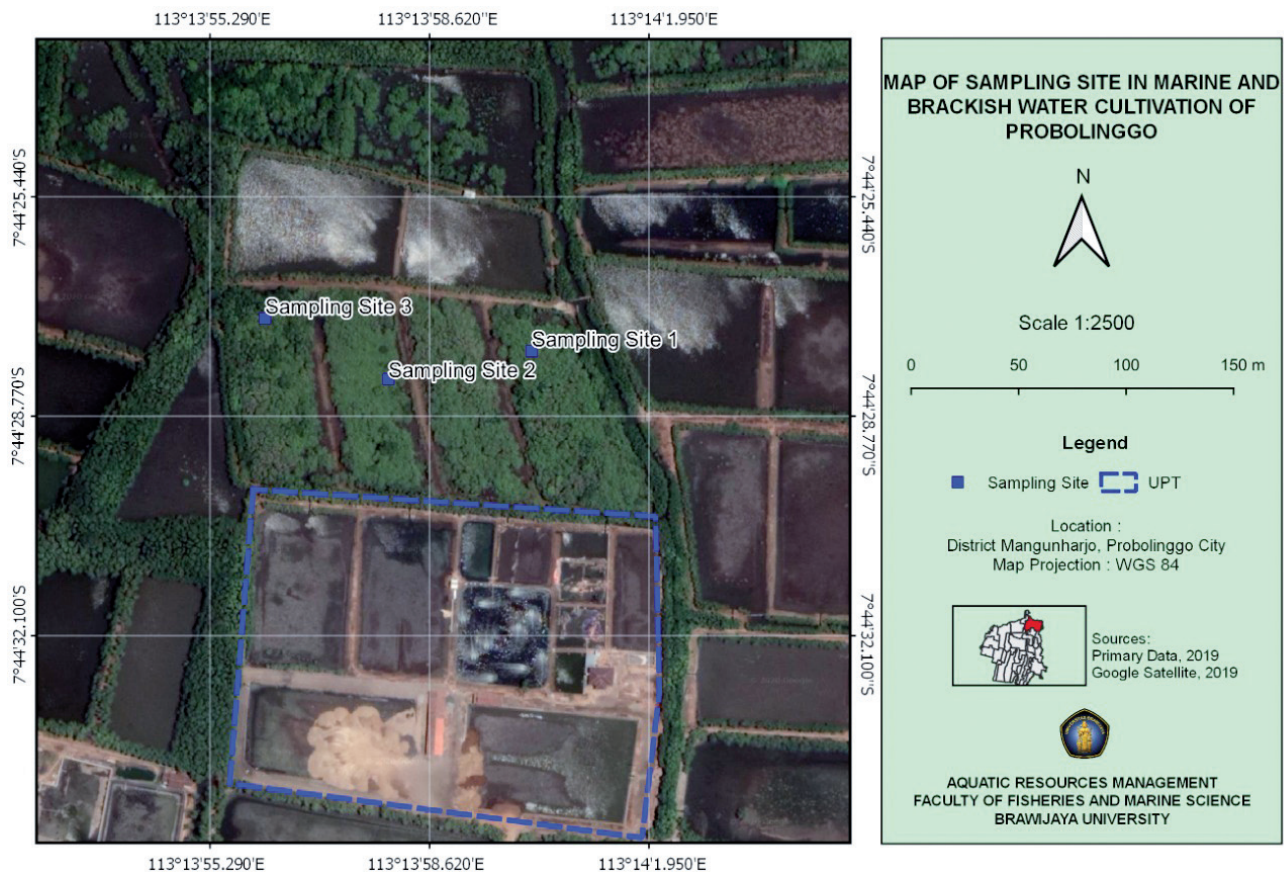 113°13'55.290"E 113°13'58.620"E 113°14'1.950"E
7°44'25.440"S
7°44'28.770"S
7°44'32.100"S
Sampling Site 3
Sampling Site 1
Sampling Site 2
7°44'25.440"S
7°44'28.770"S
7°44'32.100"S
113°13'55.290"E 113°13'58.620"E 113°14'1.950"E
MAP OF SAMPLING SITE IN MARINE AND
BRACKISH WATER CULTIVATION OF
PROBOLINGGO
N
Scale 1:2500
0 50 100 150 m
Legend
Sampling Site UPT
Location :
District Mangunharjo, Probolinggo City
Map Projection : WGS 84
Sources:
Primary Data, 2019
Google Satellite, 2019
AQUATIC RESOURCES MANAGEMENT
FACULTY OF FISHERIES AND MARINE SCIENCE
BRAWIJAYA UNIVERSITY